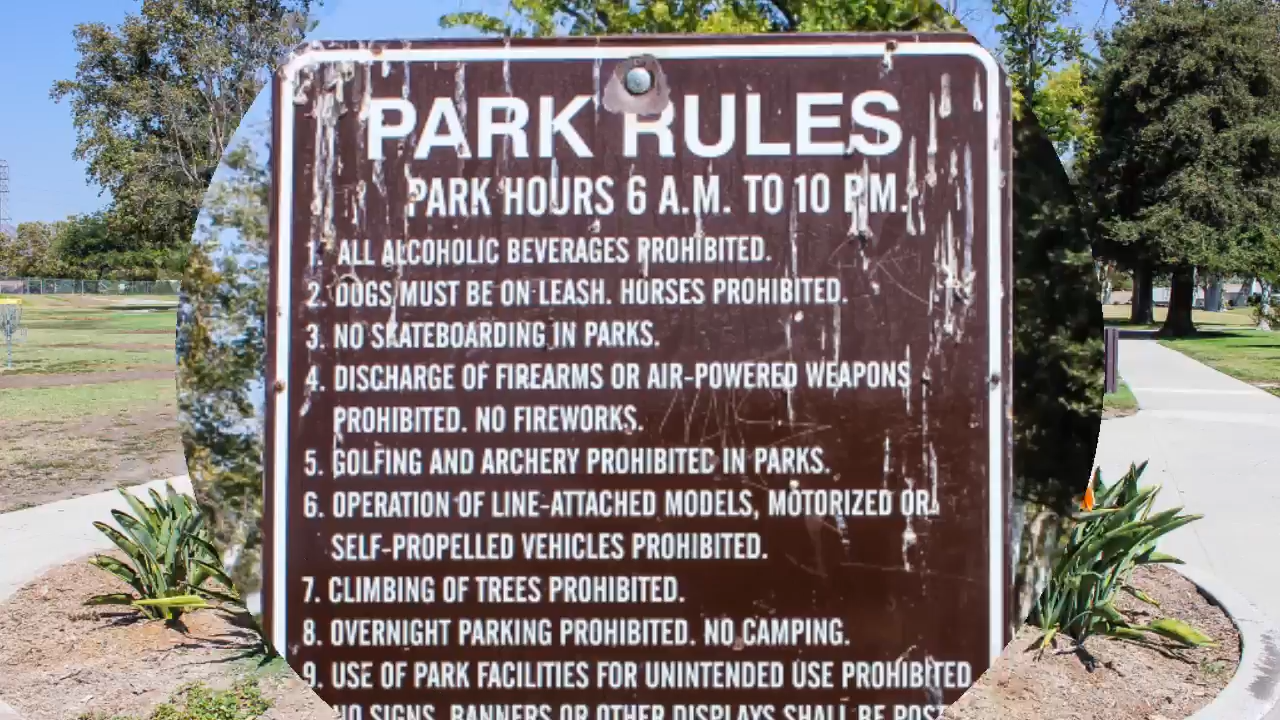 PARK RULES
PARK HOURS 6 A.M. TO 10 P.M.
1. ALL ALCOHOLIC BEVERAGES PROHIBITED.
2. DOGS MUST BE ON LEASH. HORSES PROHIBITED.
3. NO SKATEBOARDING IN PARKS.
4. DISCHARGE OF FIREARMS OR AIR-POWERED WEAPONS
PROHIBITED. NO FIREWORKS.
5. GOLFING AND ARCHERY PROHIBITED IN PARKS.
6. OPERATION OF LINE-ATTACHED MODELS, MOTORIZED OR
SELF-PROPELLED VEHICLES PROHIBITED.
7. CLIMBING OF TREES PROHIBITED.
8. OVERNIGHT PARKING PROHIBITED. NO CAMPING.
9. USE OF PARK FACILITIES FOR UNINTENDED USE PROHIBITED
NO SIGNS, BANNERS OR OTHER DISPLAYS SHALL BE